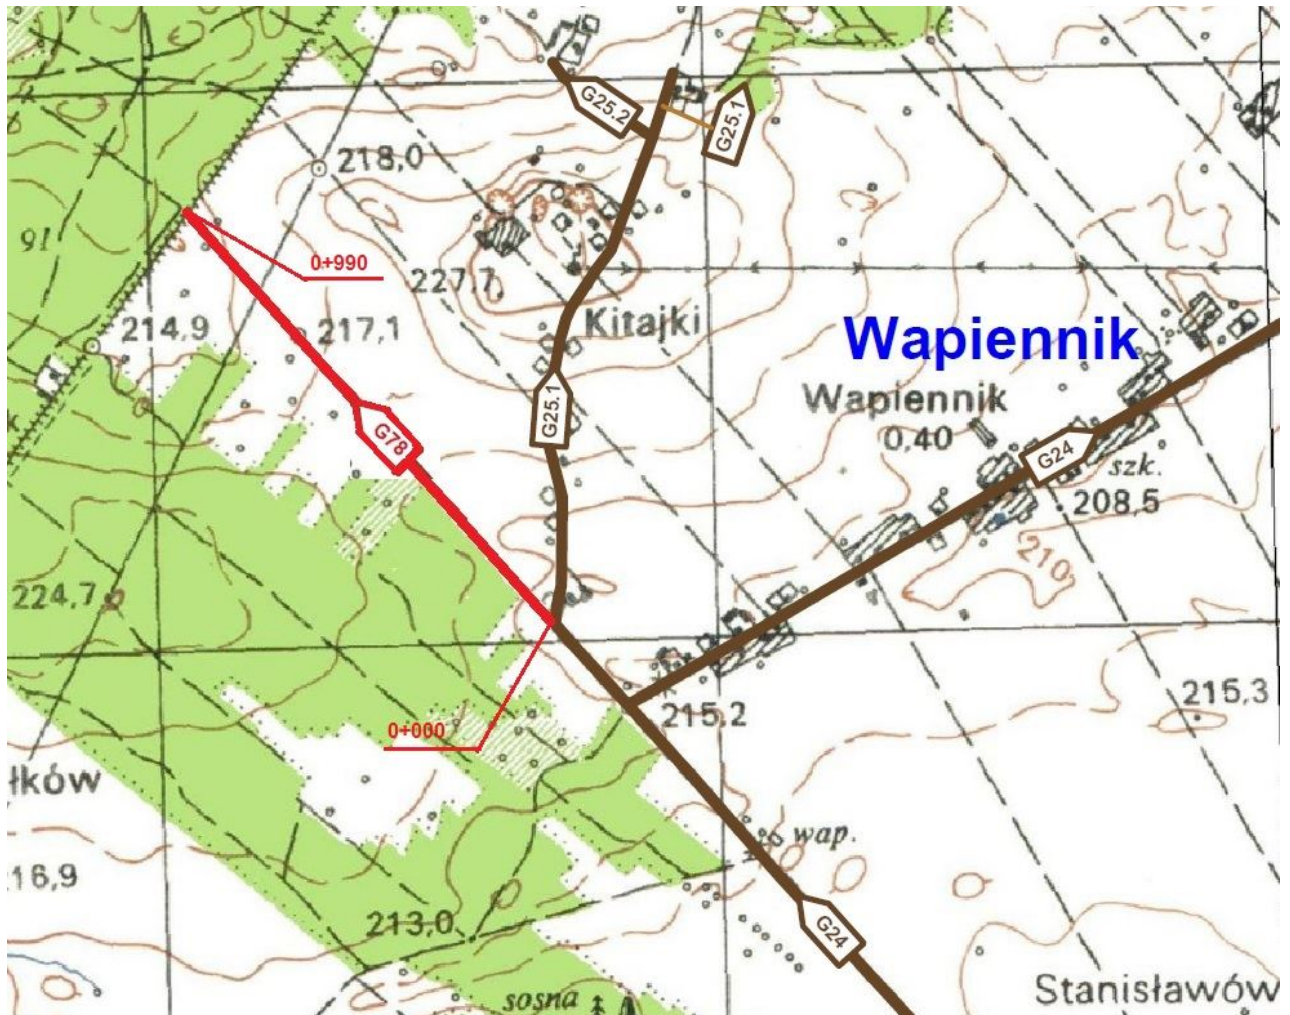 G25.2
G25.1
218,0
91
0+990
227,7
214,9
217,1
Kitajki
Wapiennik
Wapiennik
0,40
G25.1
G78
G24
szk.
208,5
210
224,7
215,2
215,3
0+000
łków
wap.
16,9
213,0
G24
sosna
Stanisławów